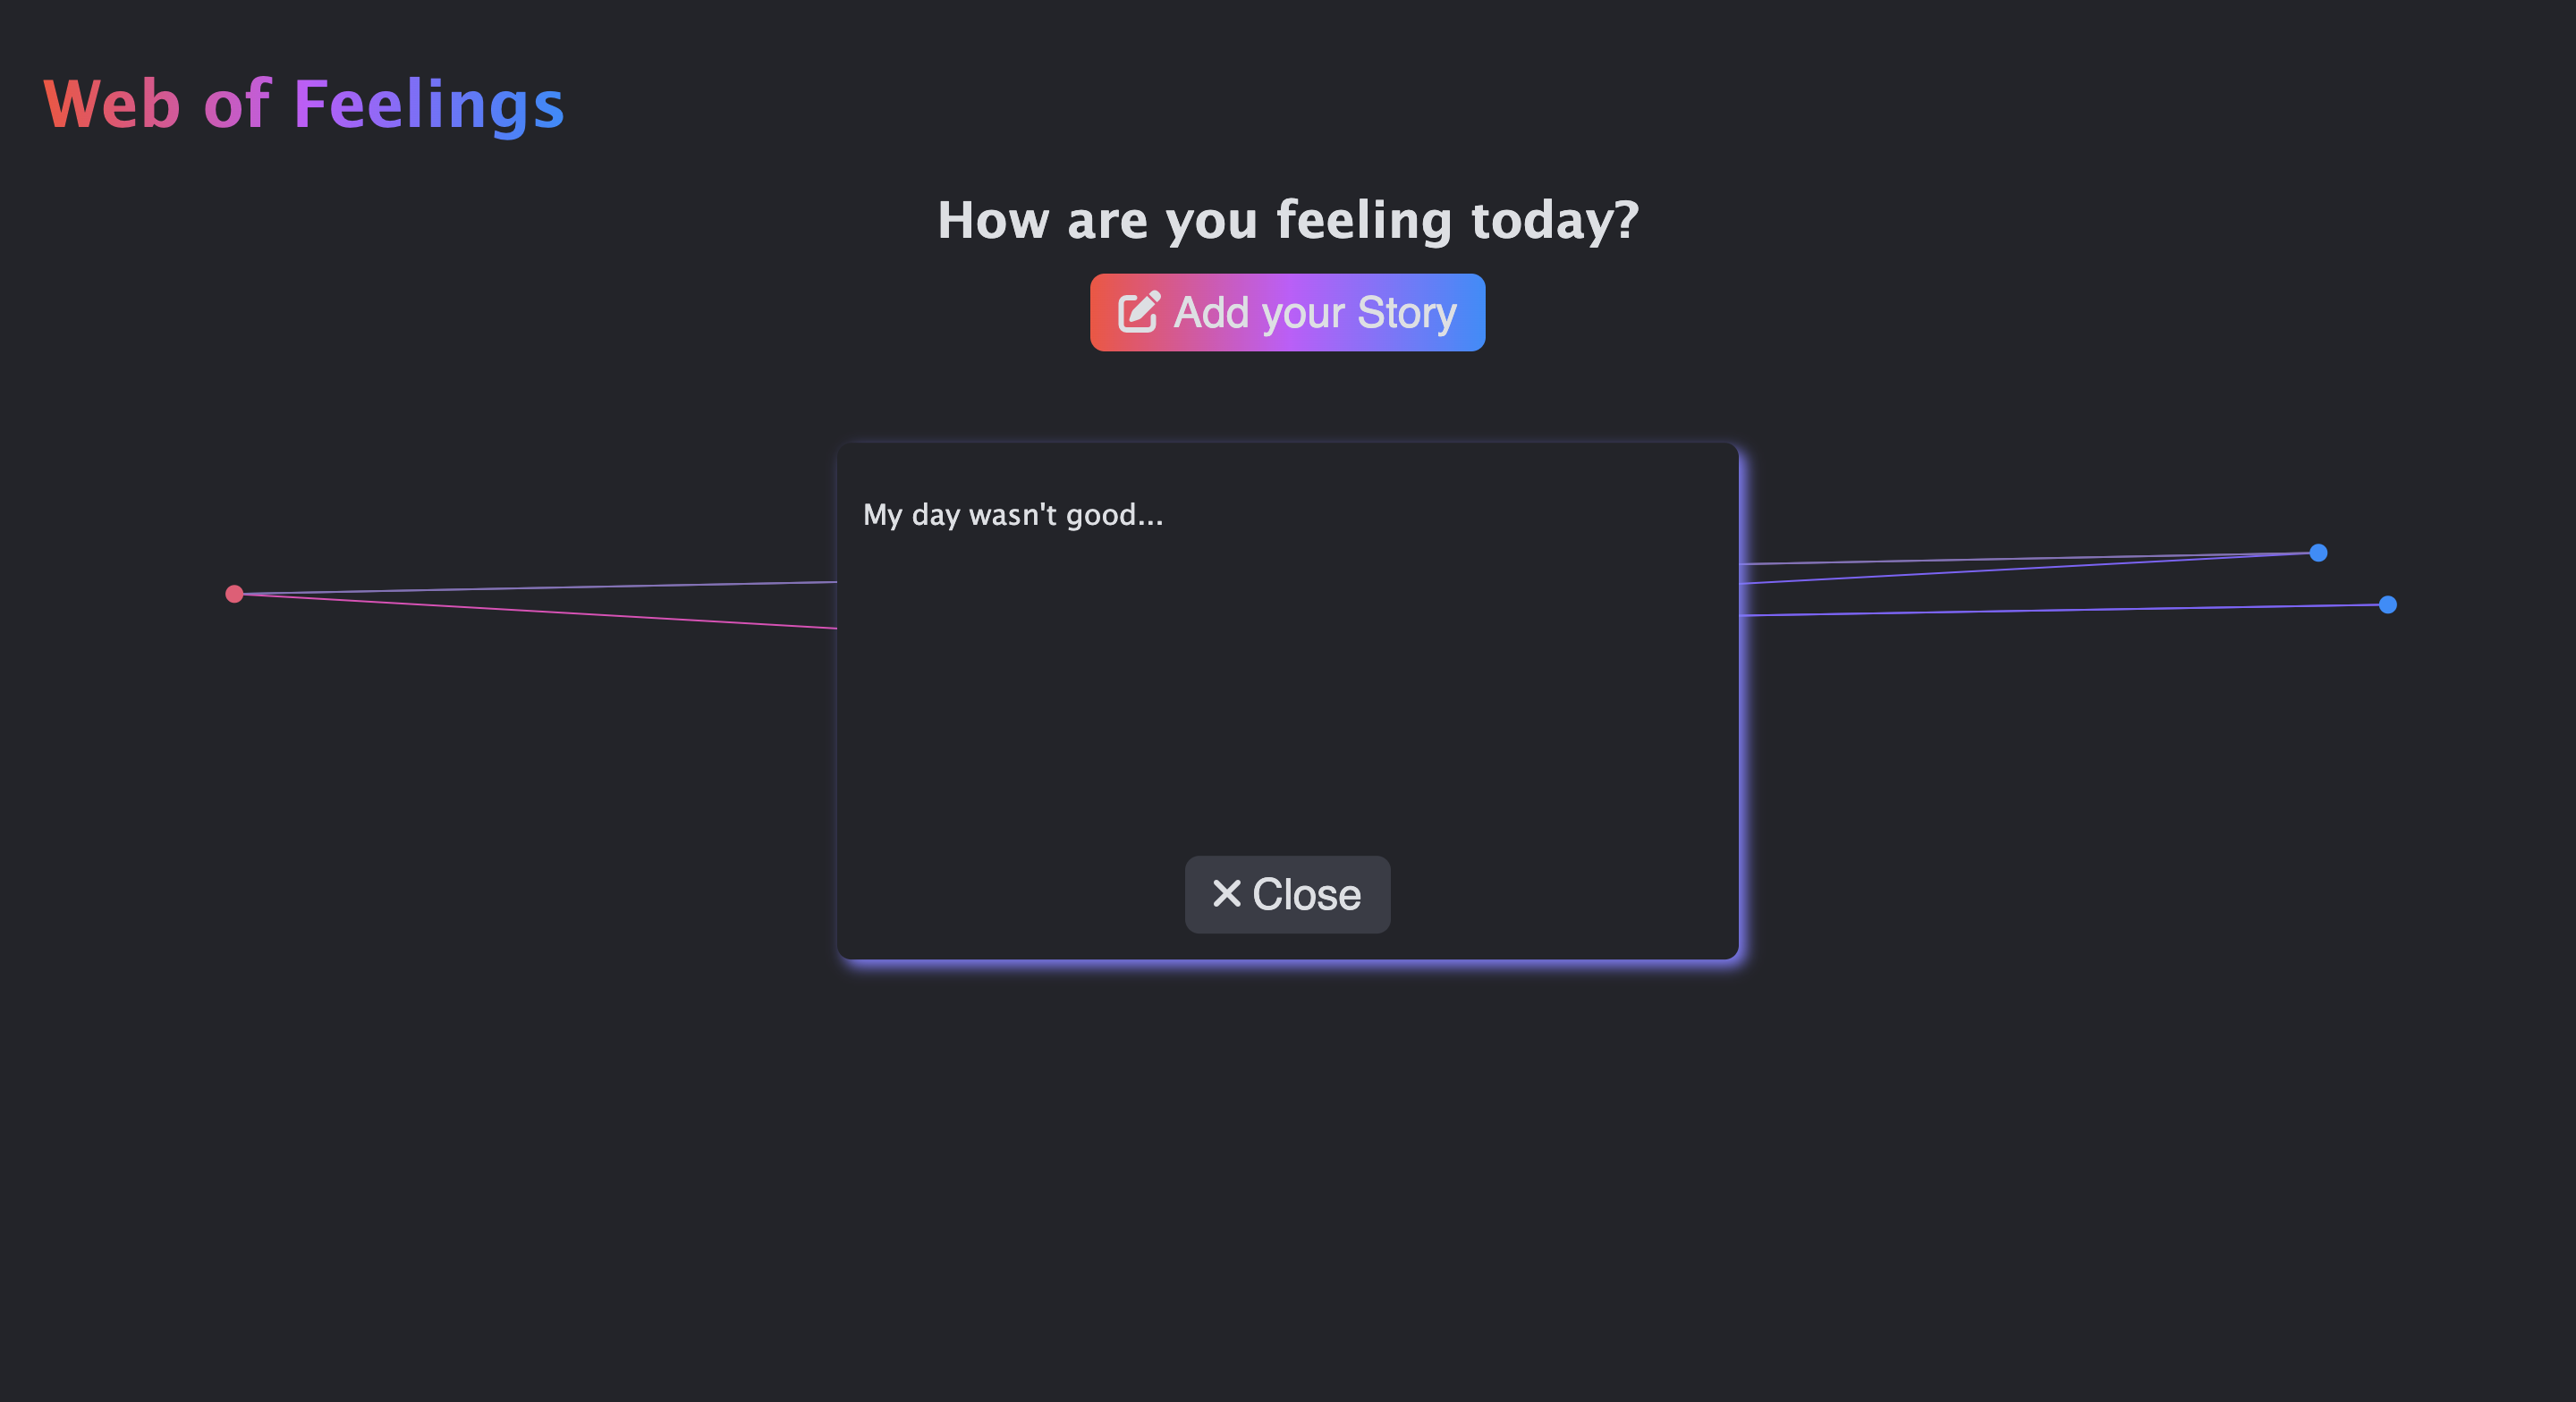 Web of Feelings
How are you feeling today?
Add your Story
My day wasn't good...
Close